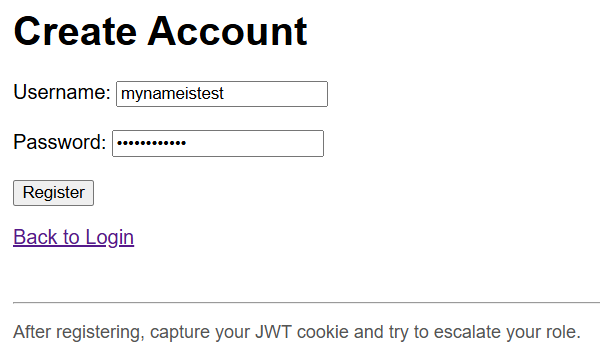 Create Account
Username: mynameistest
Password: ••••••••••••
Register
Back to Login
After registering, capture your JWT cookie and try to escalate your role.